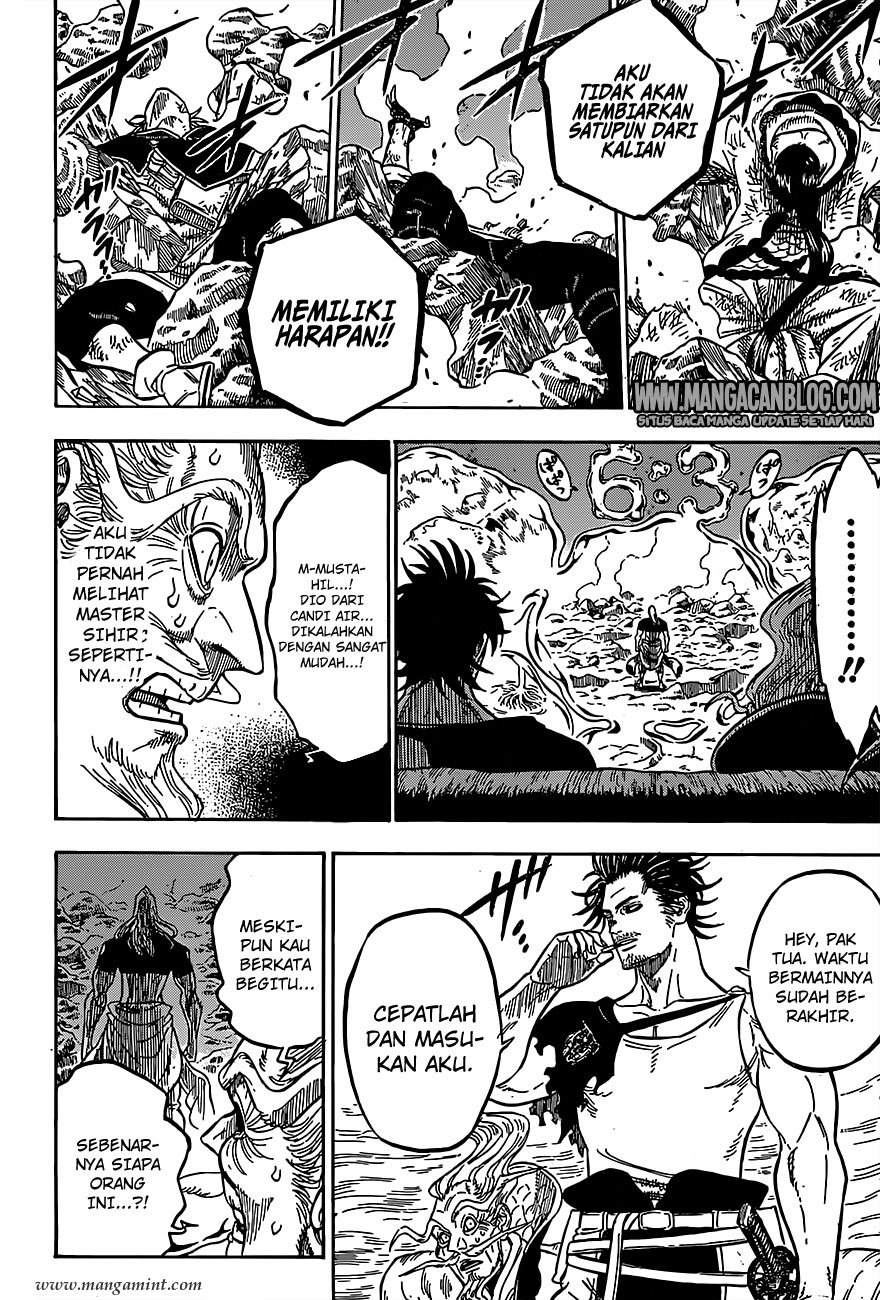 AKU
TIDAK AKAN
MEMBIARKAN
SATUPUN DARI
KALIAN
MEMILIKI
HARAPAN!!
WWW.MANGACANBLOG.COM
SITUS BACA MANGA UPDATE SETIAP HARI
.........!!
6:3
M-MUSTA-
HIL...!
DIO DARI
CANDI AIR...
DIKALAHKAN
DENGAN SANGAT
MUDAH...!
AKU
TIDAK
PERNAH
MELIHAT
MASTER
SIHIR
SEPERTI-
NYA...!!
HEY, PAK
TUA. WAKTU
BERMAINNYA
SUDAH BE-
RAKHIR.
CEPATLAH
DAN MASU-
KAN AKU.
MESKI-
PUN KAU
BERKATA
BEGITU...
SEBENAR-
NYA SIAPA
ORANG
INI...?!
www.mangamint.com